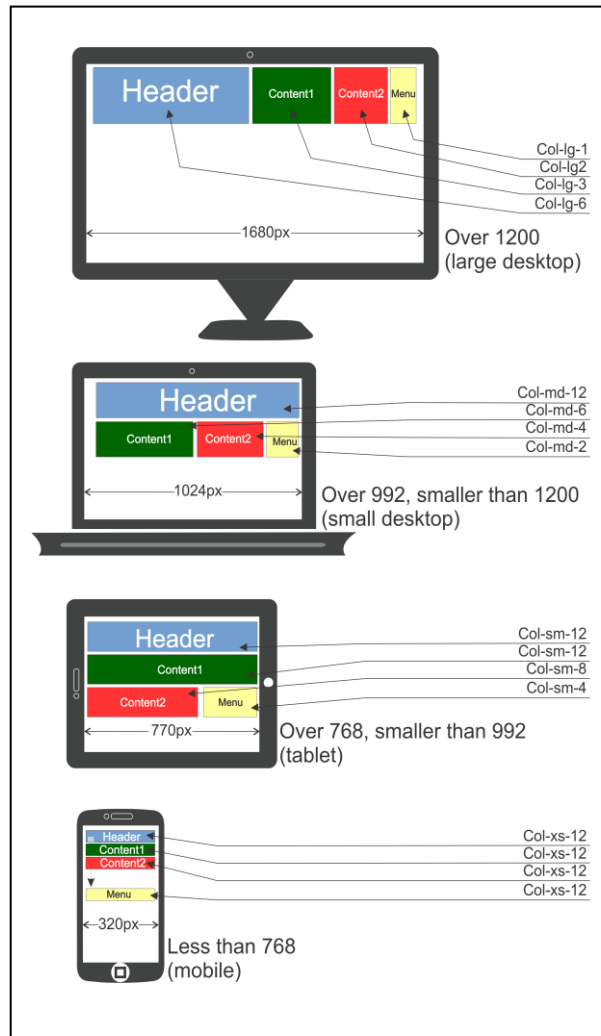 Header
Content1
Content2
Menu
Col-lg-1
Col-lg2
Col-lg-3
Col-lg-6
1680px
Over 1200
(large desktop)
Header
Content1
Content2
Menu
Col-md-12
Col-md-6
Col-md-4
Col-md-2
1024px
Over 992, smaller than 1200
(small desktop)
Header
Content1
Content2
Menu
Col-sm-12
Col-sm-12
Col-sm-8
Col-sm-4
770px
Over 768, smaller than 992
(tablet)
Header
Content1
Content2
Menu
Col-xs-12
Col-xs-12
Col-xs-12
Col-xs-12
320px
Less than 768
(mobile)